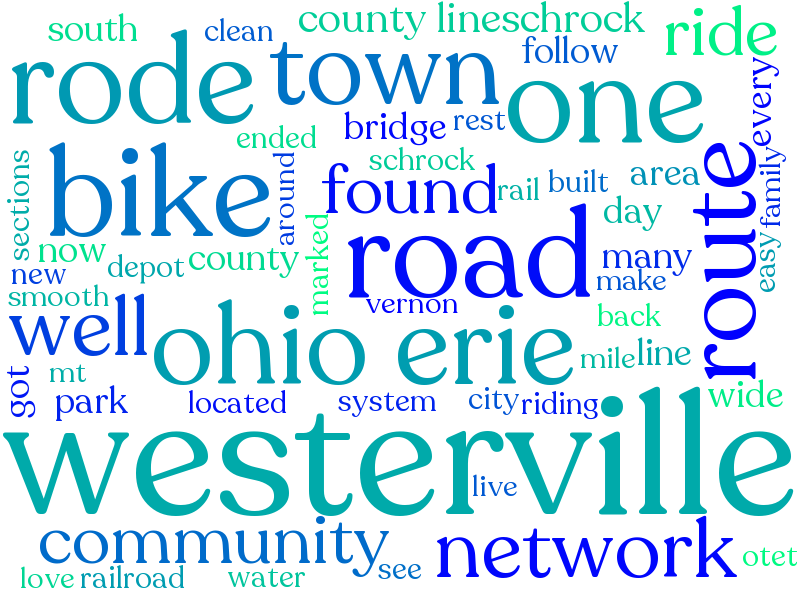 south
clean
county line
schrock
ride
rode
town
follow
one
every
ended
bridge
rest
bike
around
found
schrock
rail
built
area
route
family
sections
now
depot
county
marked
road
day
many
easy
new
smooth
vernon
make
well
ohio erie
back
mile
line
got
mt
park
located
system
city
riding
wide
westerville
live
community
see
network
otet
love
railroad
water